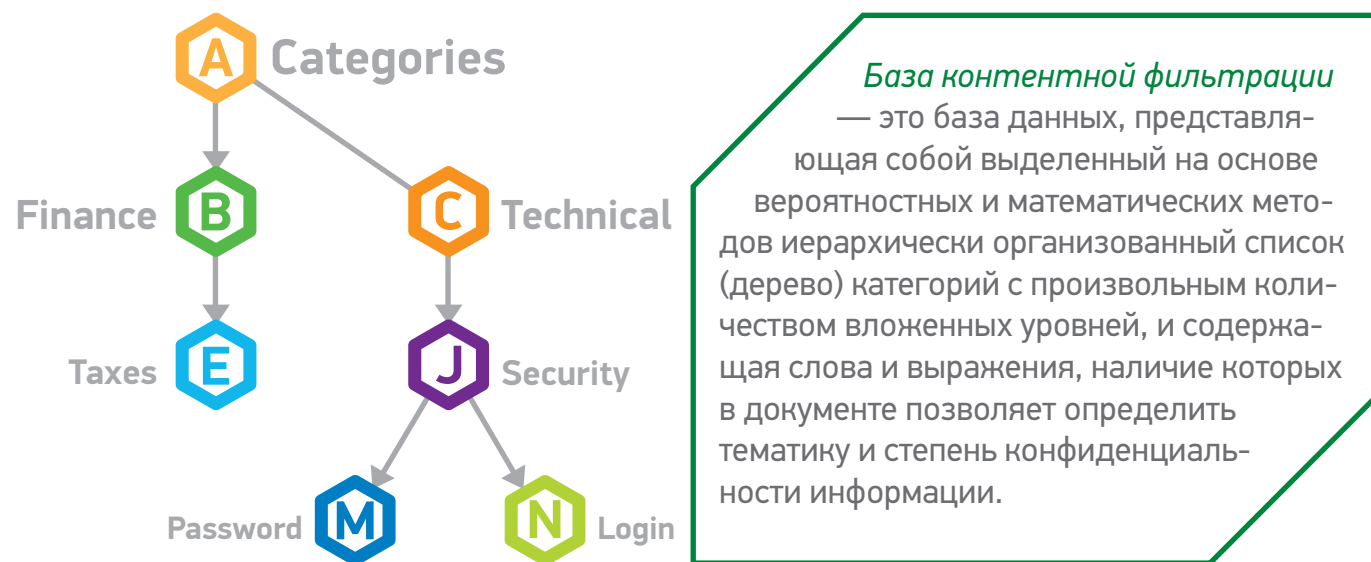 A Categories
Finance B
C Technical
Taxes E
J Security
Password M
N Login
База контентной фильтрации
— это база данных, представля-
ющая собой выделенный на основе
вероятностных и математических мето-
дов иерархически организованный список
(дерево) категорий с произвольным коли-
чеством вложенных уровней, и содержа-
щая слова и выражения, наличие которых
в документе позволяет определить
тематику и степень конфиденциаль-
ности информации.